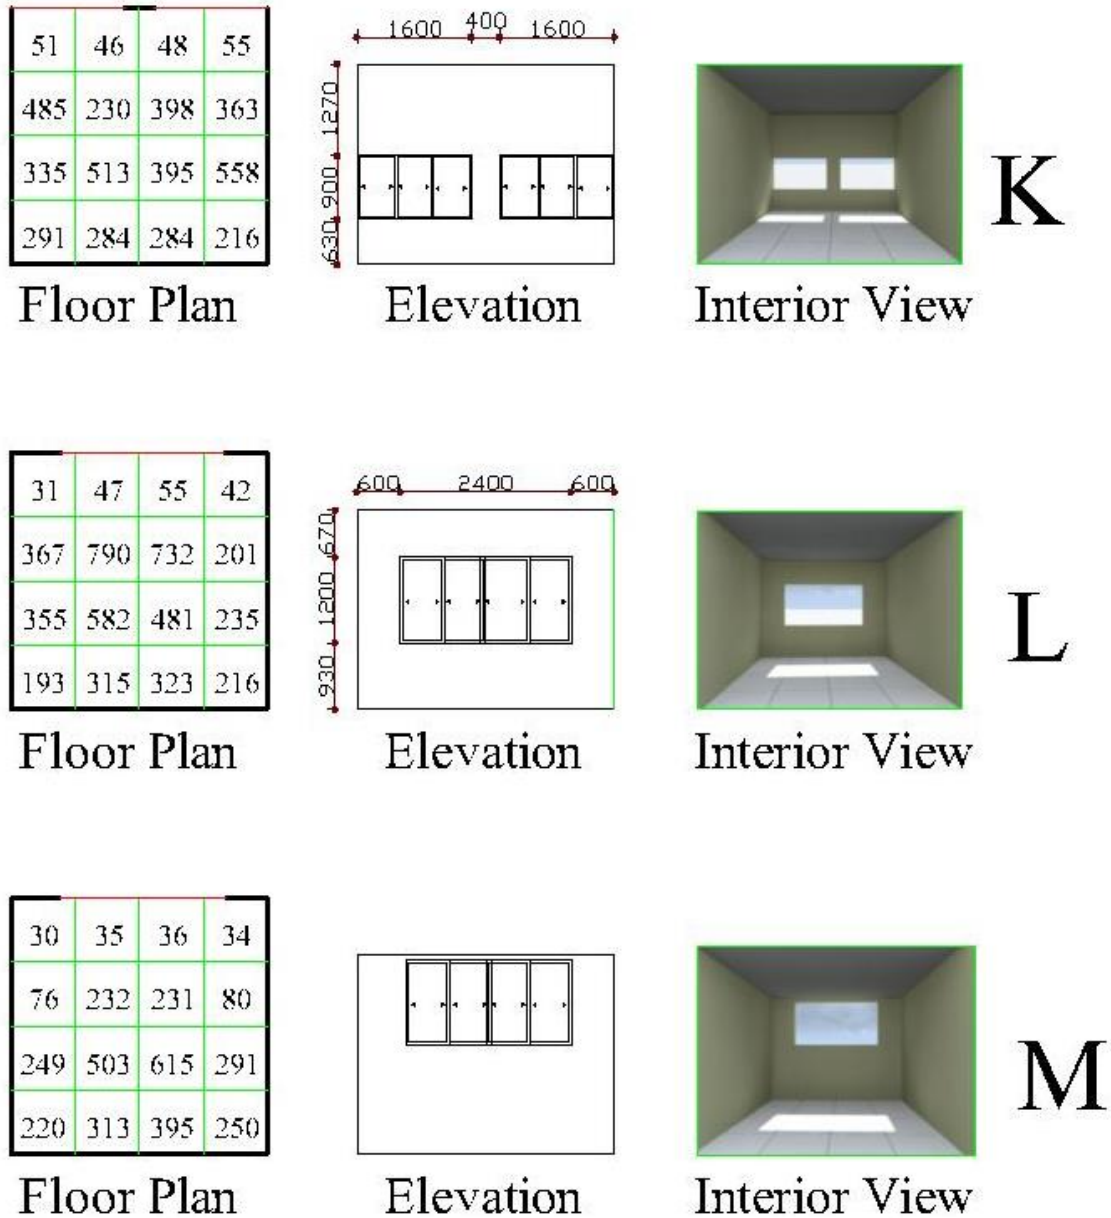 51 46 48 55
485 230 398 363
335 513 395 558
291 284 284 216
Floor Plan
1600 400 1600
1270
900
630
Elevation
Interior View
K
31 47 55 42
367 790 732 201
355 582 481 235
193 315 323 216
Floor Plan
600 2400 600
670
1200
930
Elevation
Interior View
L
30 35 36 34
76 232 231 80
249 503 615 291
220 313 395 250
Floor Plan
Elevation
Interior View
M